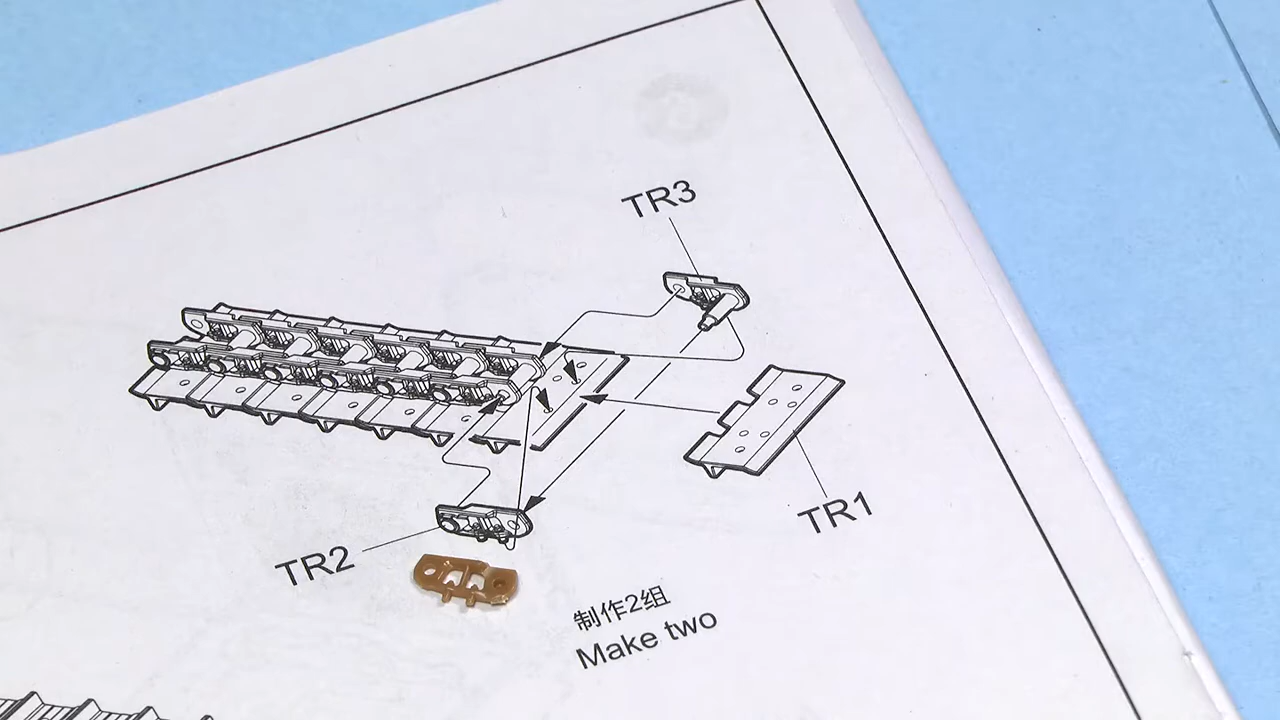 TR3
TR1
TR2
制作2组
Make two